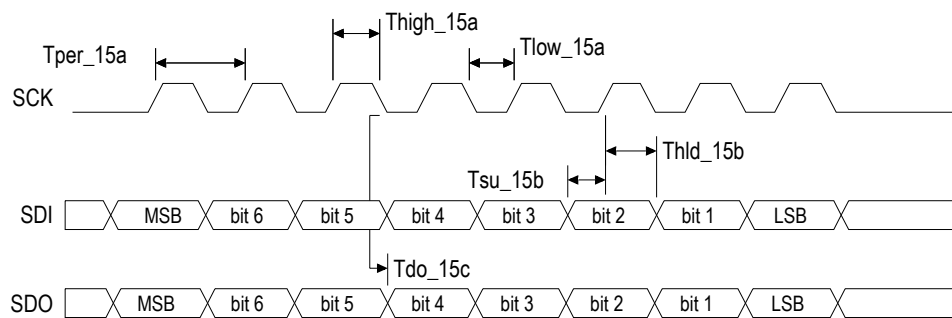 Thigh_15a
Tper_15a
Tlow_15a
SCK
Thld_15b
Tsu_15b
SDI MSB bit 6 bit 5 bit 4 bit 3 bit 2 bit 1 LSB
Tdo_15c
SDO MSB bit 6 bit 5 bit 4 bit 3 bit 2 bit 1 LSB